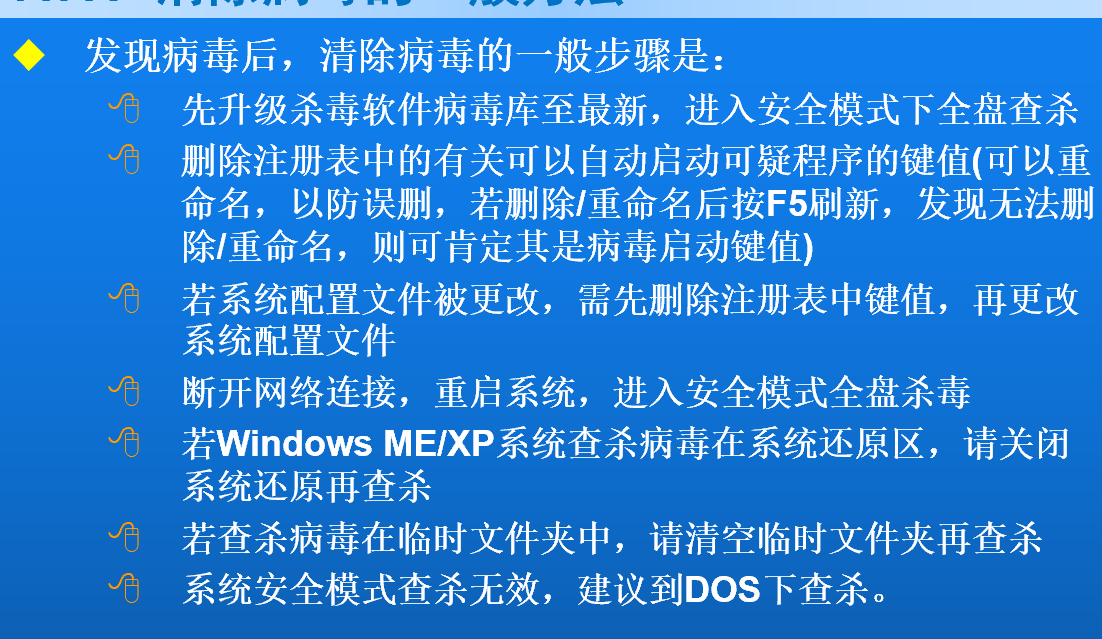 发现病毒后，清除病毒的一般步骤是：
先升级杀毒软件病毒库至最新，进入安全模式下全盘查杀
删除注册表中的有关可以自动启动可疑程序的键值(可以重
命名，以防误删，若删除/重命名后按F5刷新，发现无法删
除/重命名，则可肯定其是病毒启动键值)
若系统配置文件被更改，需先删除注册表中键值，再更改
系统配置文件
断开网络连接，重启系统，进入安全模式全盘杀毒
若Windows ME/XP系统查杀病毒在系统还原区，请关闭
系统还原再查杀
若查杀病毒在临时文件夹中，请清空临时文件夹再查杀
系统安全模式查杀无效，建议到DOS下查杀。